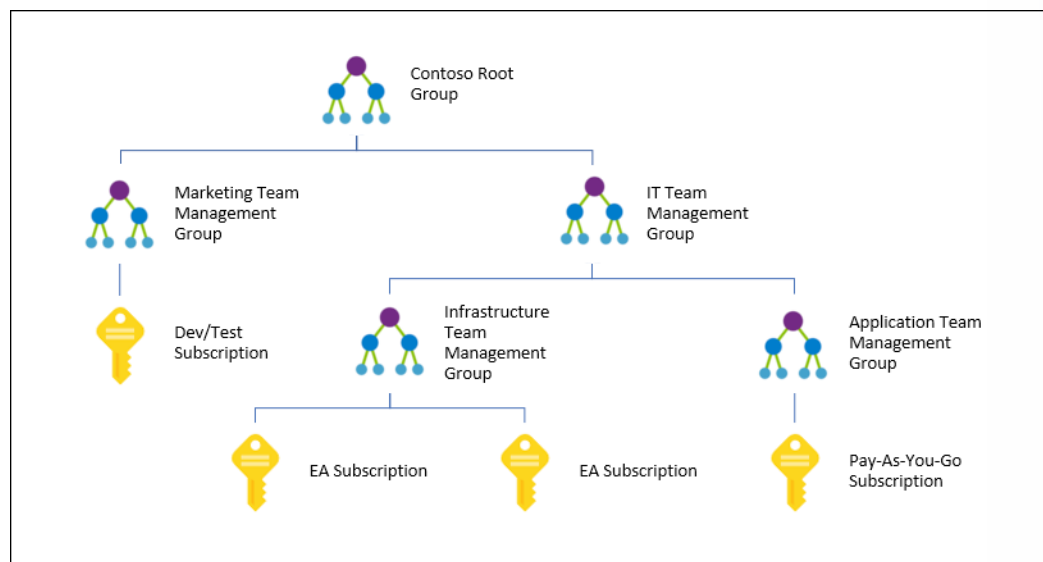 Contoso Root
Group
Marketing Team
Management
Group
IT Team
Management
Group
Dev/Test
Subscription
Infrastructure
Team
Management
Group
Application Team
Management
Group
EA Subscription
EA Subscription
Pay-As-You-Go
Subscription